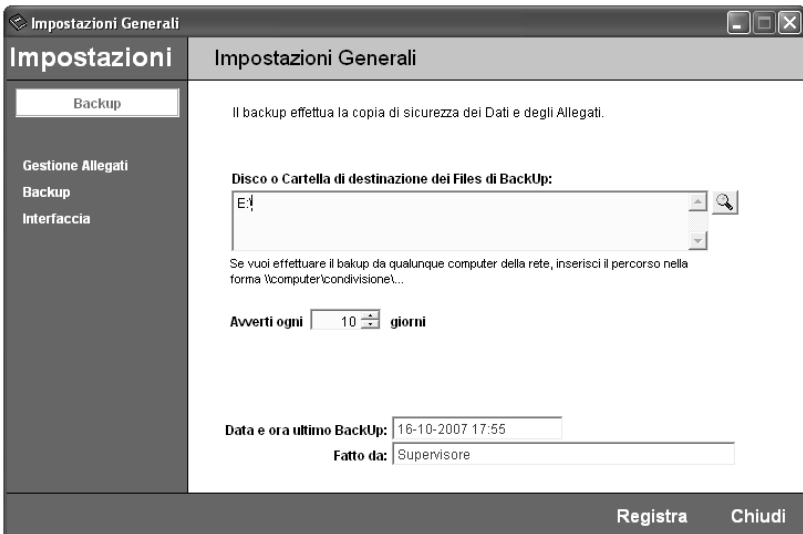 Impostazioni Generali
Impostazioni
Impostazioni Generali
Backup
Gestione Allegati
Backup
Interfaccia
Il backup effettua la copia di sicurezza dei Dati e degli Allegati.
Disco o Cartella di destinazione dei Files di BackUp:
E:\
Se vuoi effettuare il bakup da qualunque computer della rete, inserisci il percorso nella
forma \\computer\condivisione\...
Avverti ogni 10 giorni
Data e ora ultimo BackUp: 16-10-2007 17:55
Fatto da: Supervisore
Registra Chiudi